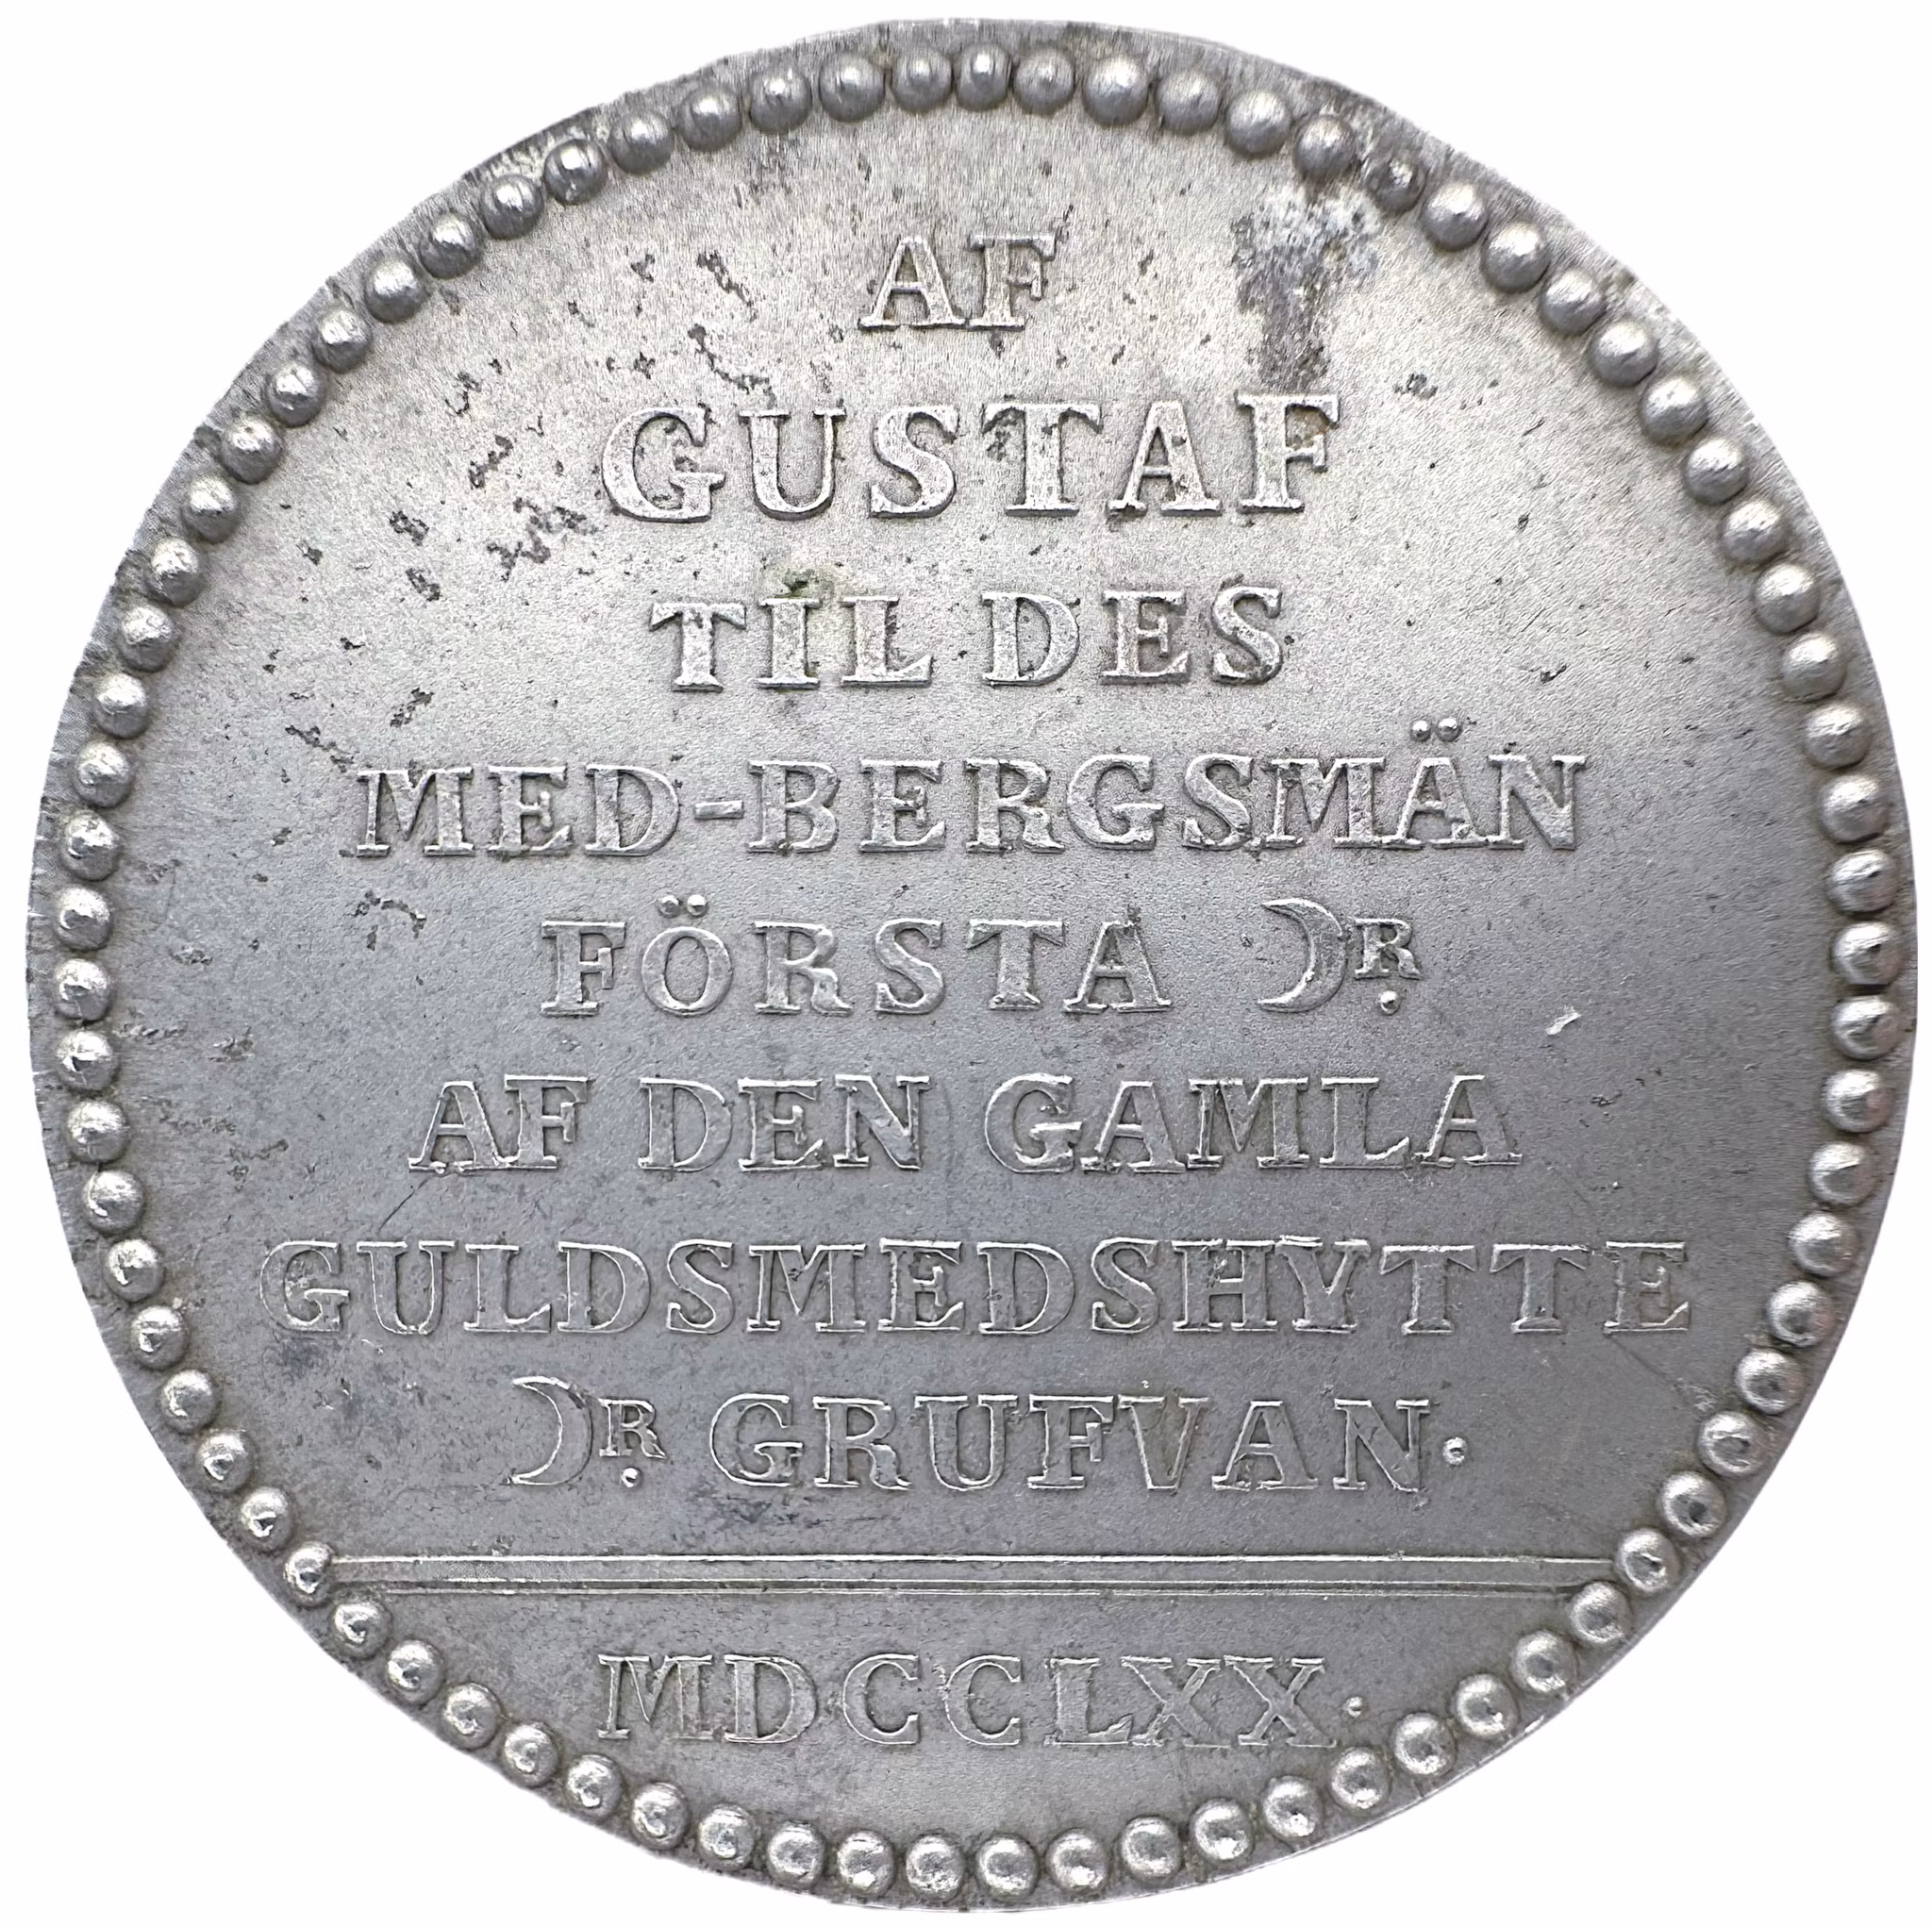 AF
GUSTAF
TIL DES
MED-BERGSMÄN
FÖRSTA ☽R.
AF DEN GAMLA
GULDSMEDSHYTTE
☽R. GRUFVAN.
MDCCLXX.